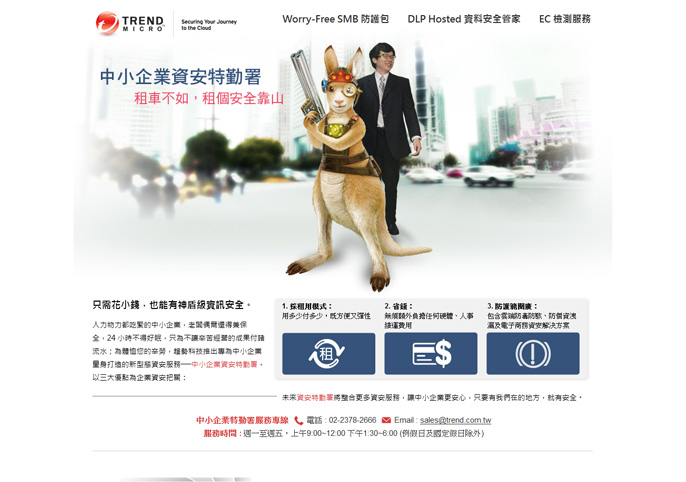 TREND MICRO
Securing Your Journey
to the Cloud
Worry-Free SMB 防護包 DLP Hosted 資料安全管家 EC 檢測服務
中小企業資安特勤署
租車不如，租個安全靠山
只需花小錢，也能有神盾級資訊安全。
人力物力都吃緊的中小企業，老闆偶爾還得兼保
全，24 小時不得好眠，只為不讓辛苦經營的成果付諸
流水；為體恤您的辛勞，趨勢科技推出專為中小企業
量身打造的新型態資安服務──中小企業資安特勤署，
以三大優點為企業資安把關：
1. 採租用模式：
用多少付多少，既方便又彈性
租
2. 省錢：
無須額外負擔任何硬體、人事
維運費用
$
3. 防護範圍廣：
包含雲端防毒防駭、防個資洩
漏及電子商務資安解決方案
未來資安特勤署將整合更多資安服務，讓中小企業更安心，只要有我們在的地方，就有安全。
中小企業特勤署服務專線 電話 : 02-2378-2666 Email : sales@trend.com.tw
服務時間 : 週一至週五，上午9:00~12:00 下午1:30~6:00 (例假日及國定假日除外)